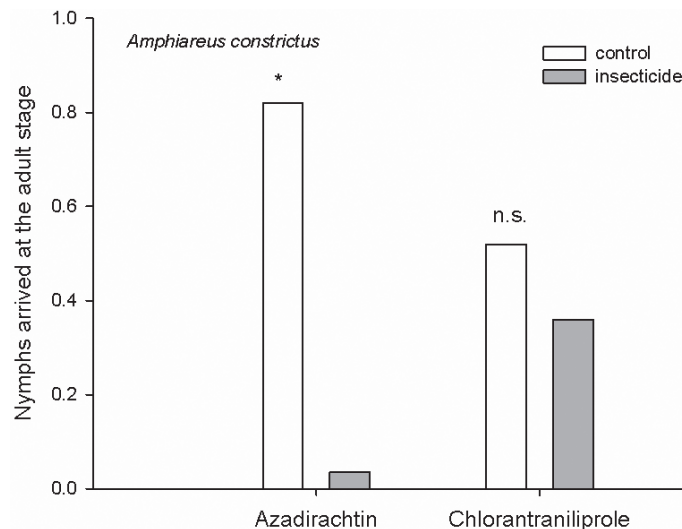 Amphiareus constrictus
control
insecticide
*
n.s.
Nymphs arrived at the adult stage
1.0
0.8
0.6
0.4
0.2
0.0
Azadirachtin
Chlorantraniliprole